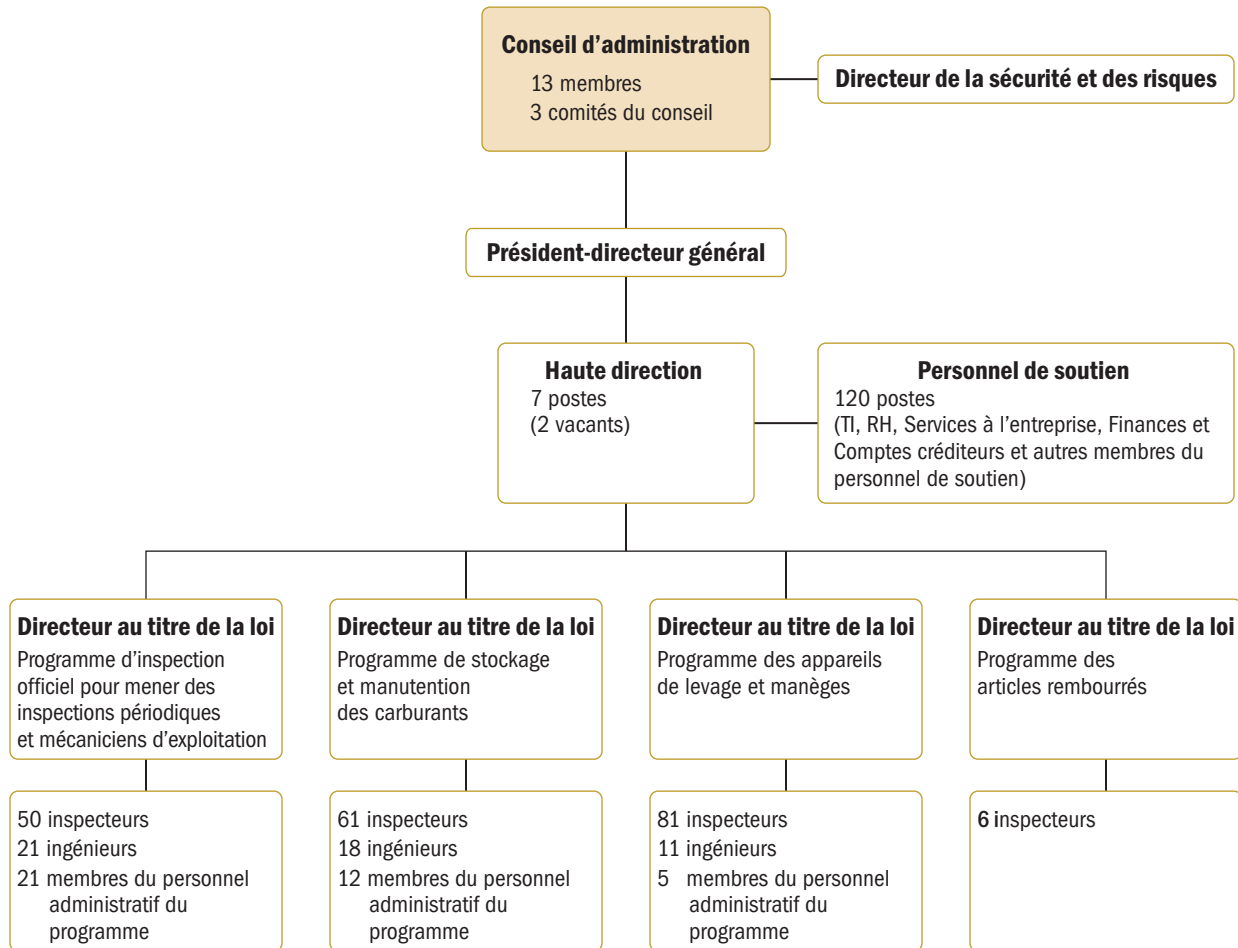 Conseil d'administration
13 membres
3 comités du conseil
Directeur de la sécurité et des risques
Président-directeur général
Haute direction
7 postes
(2 vacants)
Personnel de soutien
120 postes
(TI, RH, Services à l'entreprise, Finances et
Comptes créditeurs et autres membres du
personnel de soutien)
Directeur au titre de la loi
Programme d'inspection
officiel pour mener des
inspections périodiques
et mécaniciens d'exploitation
Directeur au titre de la loi
Programme de stockage
et manutention
des carburants
Directeur au titre de la loi
Programme des appareils
de levage et manèges
Directeur au titre de la loi
Programme des
articles rembourrés
50 inspecteurs
21 ingénieurs
21 membres du personnel
administratif du
programme
61 inspecteurs
18 ingénieurs
12 membres du personnel
administratif du
programme
81 inspecteurs
11 ingénieurs
5 membres du personnel
administratif du
programme
6 inspecteurs